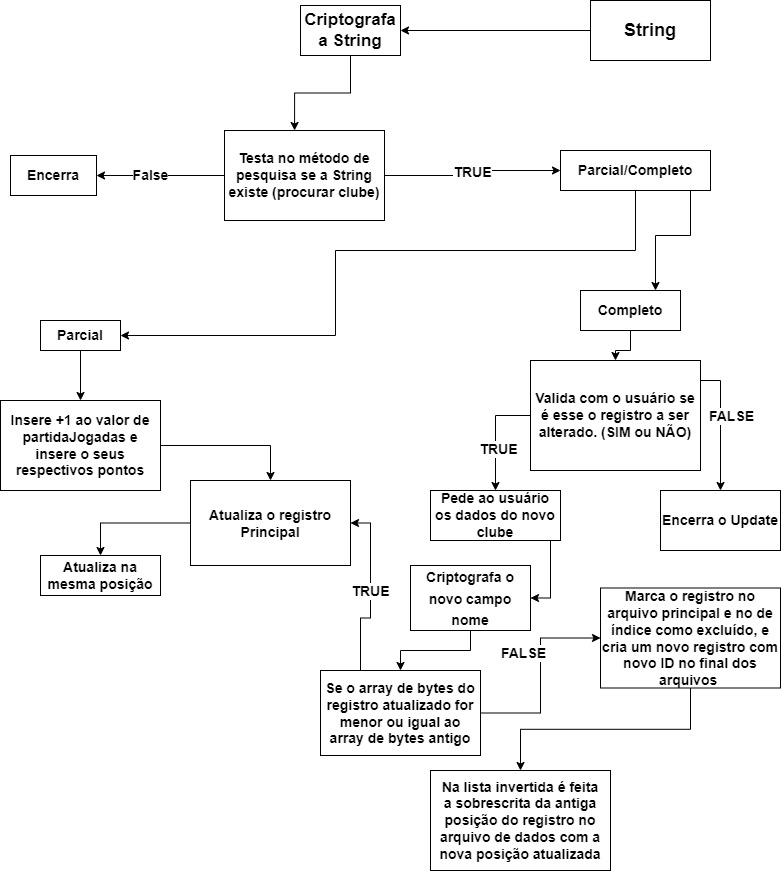 Criptografa
a String
String
Testa no método de
pesquisa se a String
existe (procurar clube)
Encerra
False
TRUE
Parcial/Completo
Completo
Parcial
Valida com o usuário se
é esse o registro a ser
alterado. (SIM ou NÃO)
FALSE
TRUE
Insere +1 ao valor de
partidaJogadas e
insere o seus
respectivos pontos
Atualiza o registro
Principal
Pede ao usuário
os dados do novo
clube
Encerra o Update
Atualiza na
mesma posição
TRUE
Criptografa o
novo campo
nome
Marca o registro no
arquivo principal e no de
índice como excluído, e
cria um novo registro com
novo ID no final dos
arquivos
FALSE
Se o array de bytes do
registro atualizado for
menor ou igual ao
array de bytes antigo
Na lista invertida é feita
a sobrescrita da antiga
posição do registro no
arquivo de dados com a
nova posição atualizada